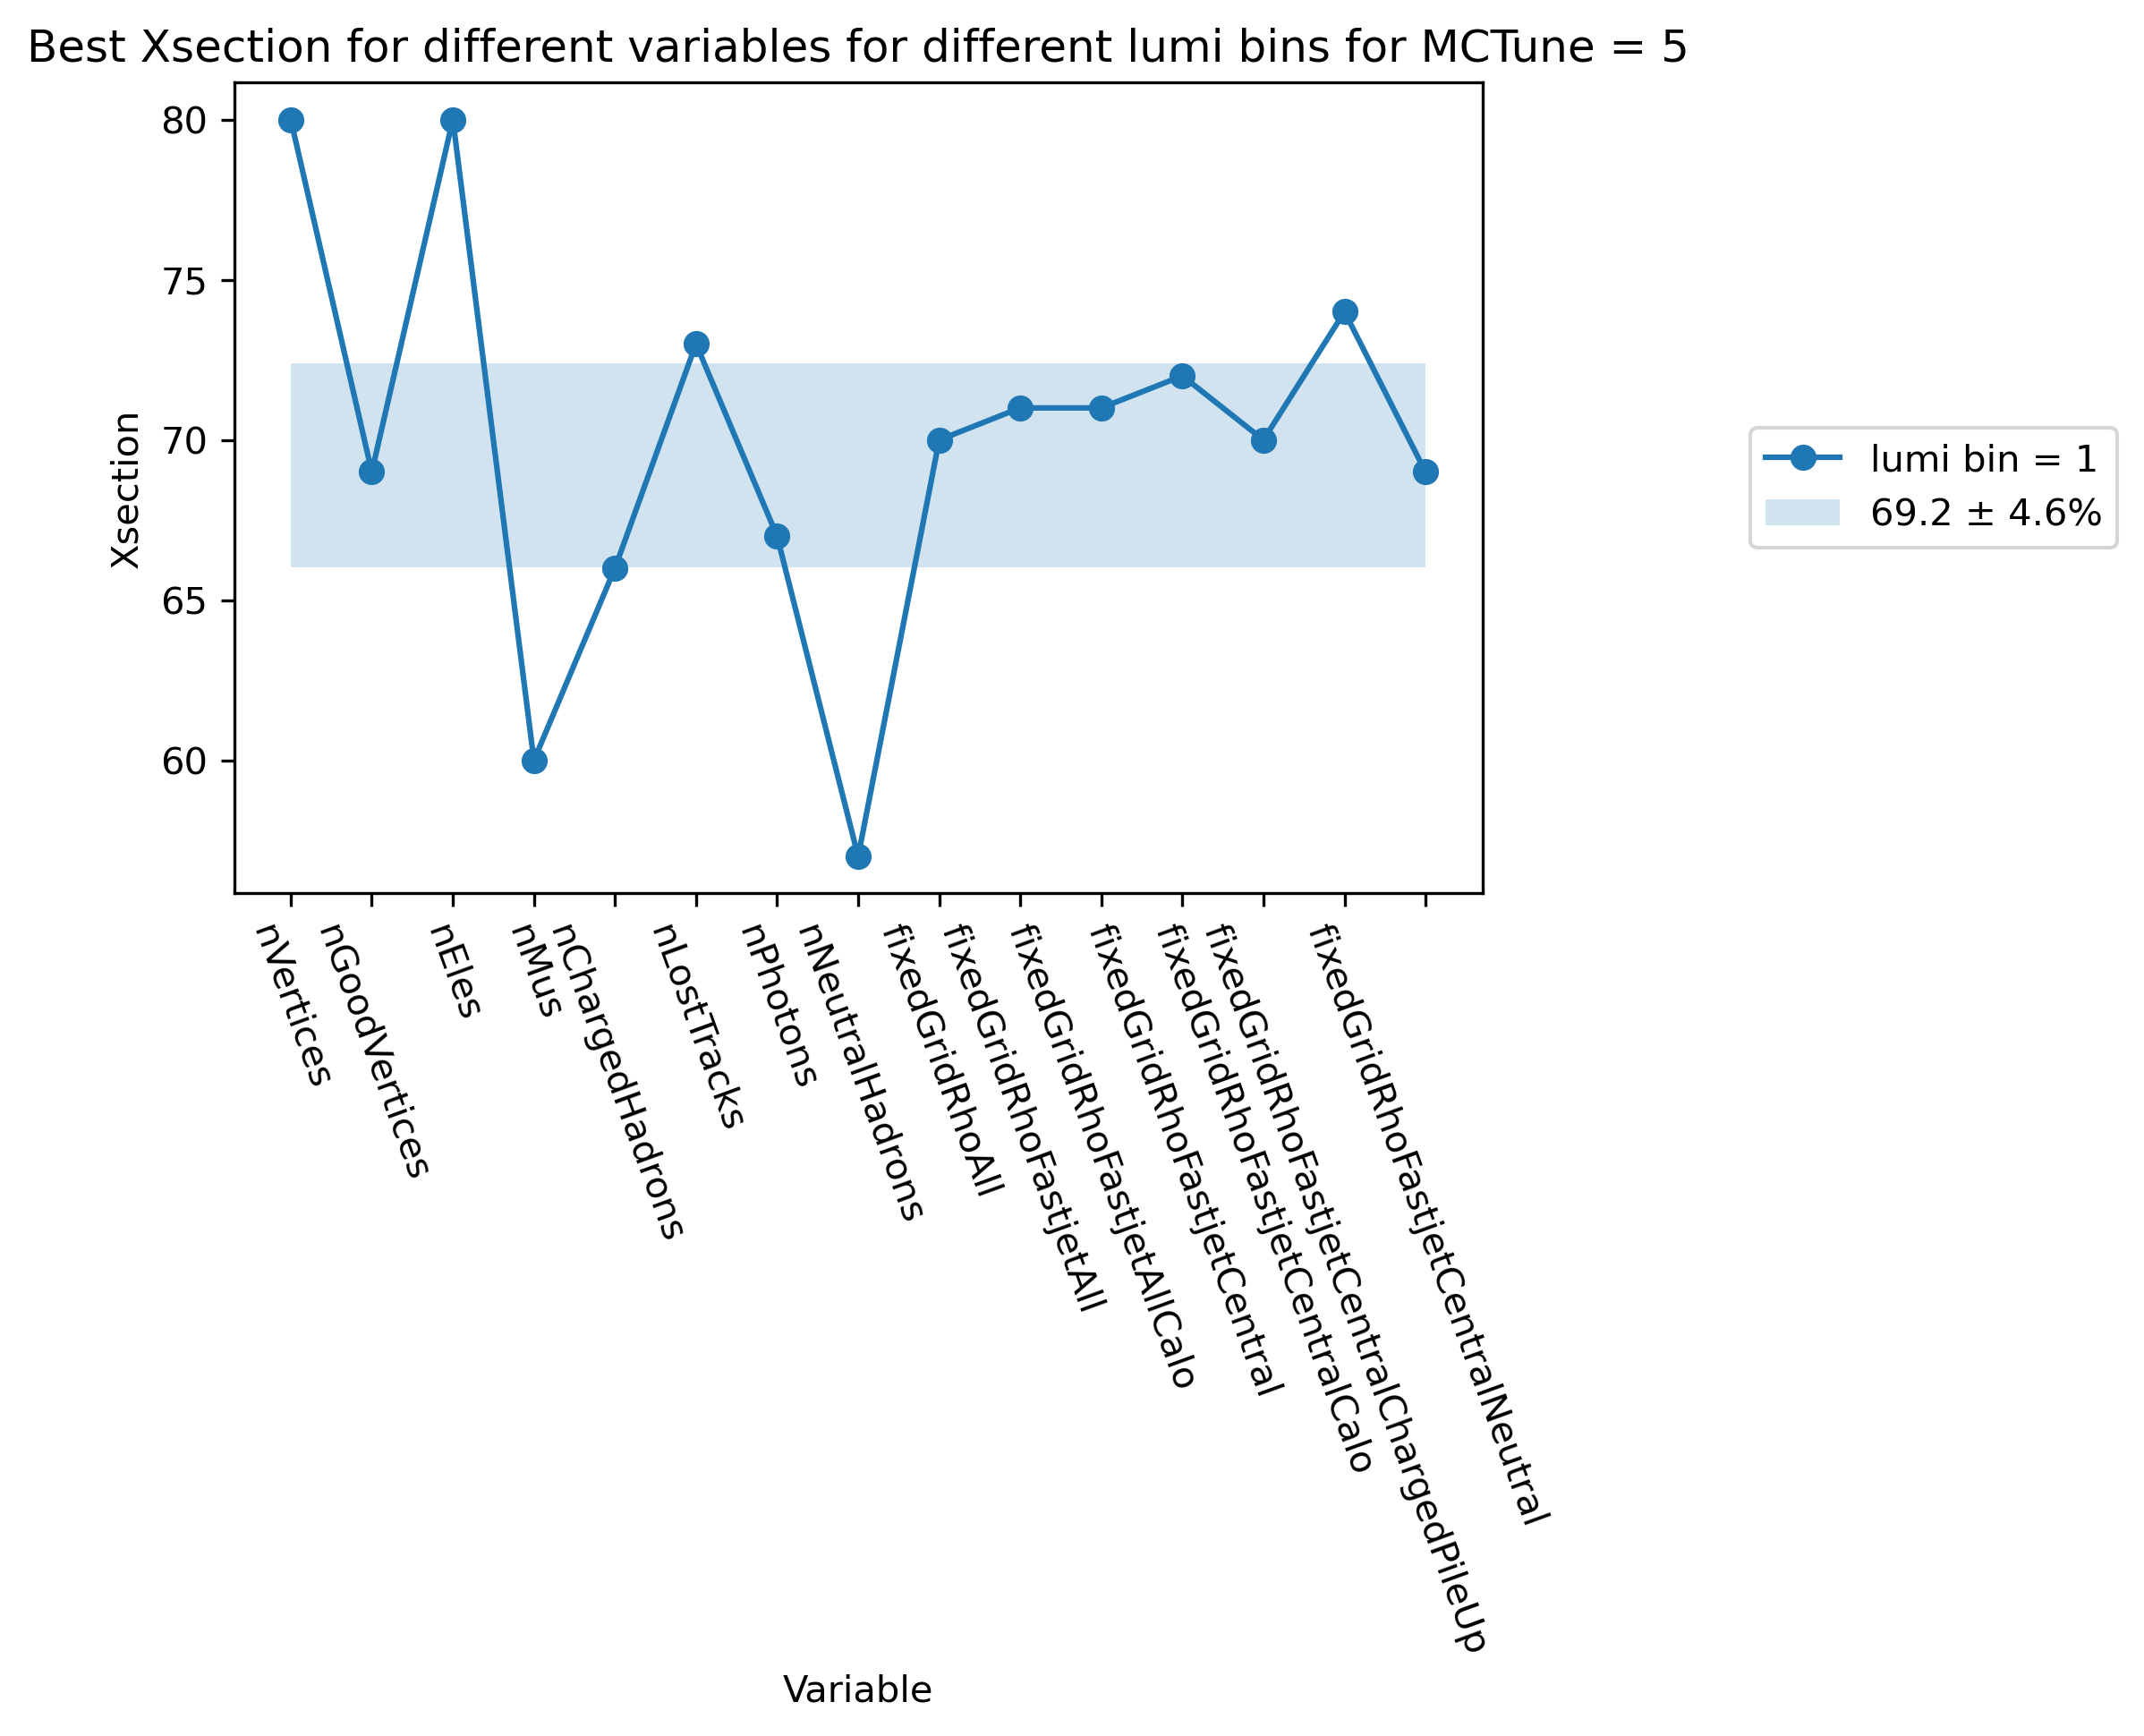 Best Xsection for different variables for different lumi bins for MCTune = 5
80
75
70
65
60
Xsection
lumi bin = 1
69.2 ± 4.6%
nVertices
nGoodVertices
nEles
nMus
nChargedHadrons
nLostTracks
nPhotons
nNeutralHadrons
fixedGridRhoAll
fixedGridRhoFastjetAll
fixedGridRhoFastjetAllCalo
fixedGridRhoFastjetCentral
fixedGridRhoFastjetCentralCalo
fixedGridRhoFastjetCentralChargedPileUp
fixedGridRhoFastjetCentralNeutral
Variable